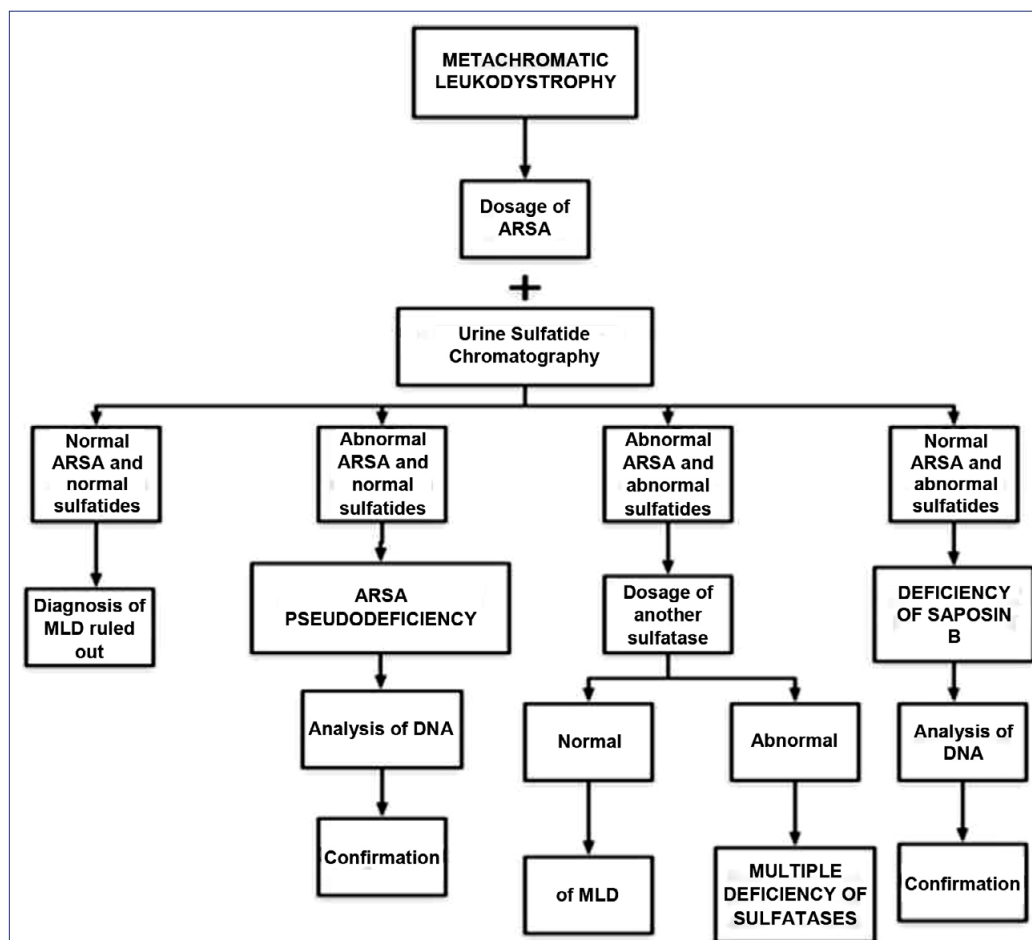 METACHROMATIC
LEUKODYSTROPHY
Dosage of
ARSA
+
Urine Sulfatide
Chromatography
Normal
ARSA and
normal
sulfatides
Abnormal
ARSA and
normal
sulfatides
Abnormal
ARSA and
abnormal
sulfatides
Normal
ARSA and
abnormal
sulfatides
Diagnosis of
MLD ruled
out
ARSA
PSEUDODEFICIENCY
Dosage of
another
sulfatase
DEFICIENCY
OF SAPOSIN
B
Analysis of DNA
Normal
Abnormal
Analysis of
DNA
Confirmation
of MLD
MULTIPLE
DEFICIENCY OF
SULFATASES
Confirmation